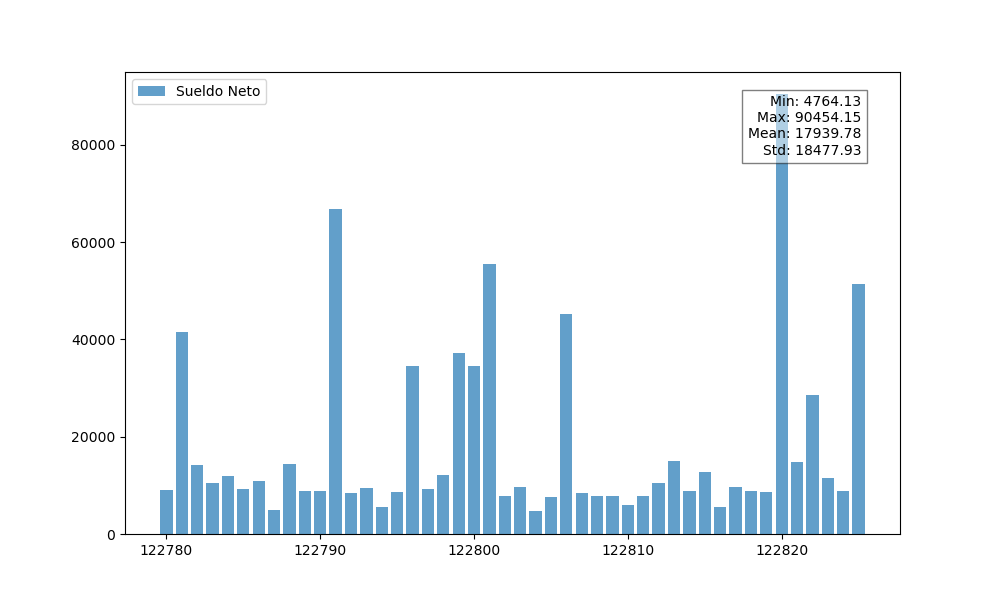 Sueldo Neto
Min: 4764.13
Max: 90454.15
Mean: 17939.78
Std: 18477.93
80000
60000
40000
20000
0
122780 122790 122800 122810 122820